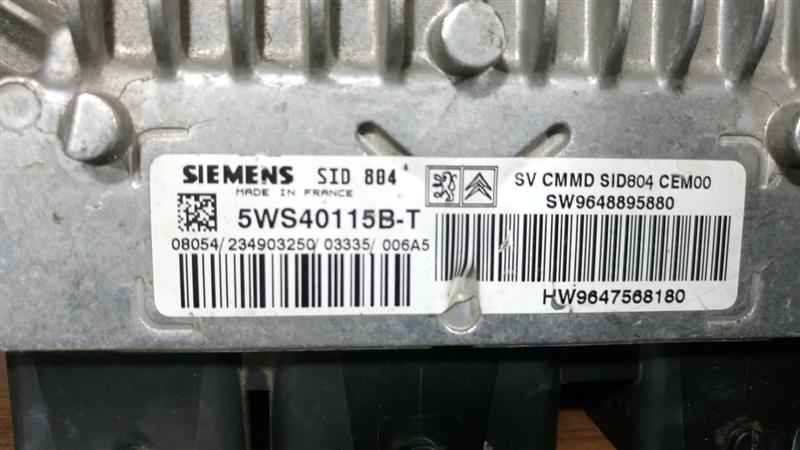 SIEMENS SID 804
MADE IN FRANCE
5WS40115B-T
08054/234903250/03335/006A5
SV CMMD SID804 CEM00
SW9648895880
HW9647568180